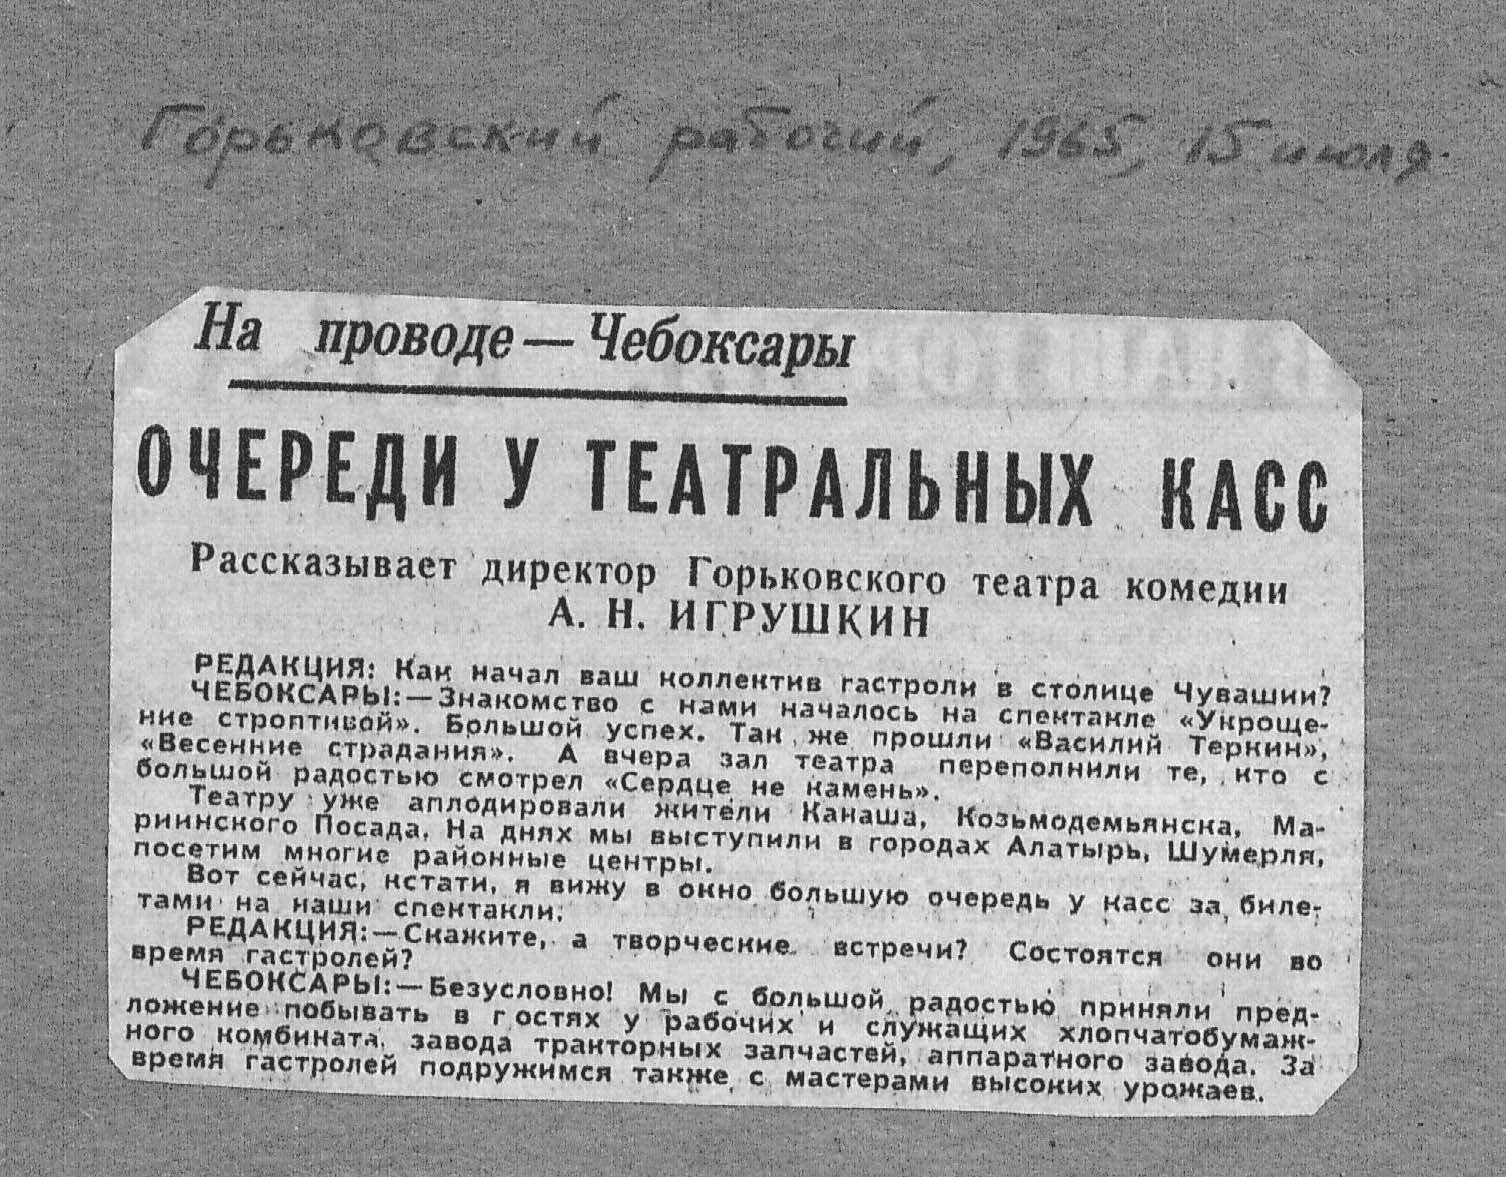 Горьковский рабочий, 1965, 15 июля.
На проводе — Чебоксары
ОЧЕРЕДИ У ТЕАТРАЛЬНЫХ КАСС
Рассказывает директор Горьковского театра комедии
А. Н. ИГРУШКИН
РЕДАКЦИЯ: Как начал ваш коллектив гастроли в столице Чувашии?
ЧЕБОКСАРЫ:—Знакомство с нами началось на спектакле «Укроще-
ние строптивой». Большой успех. Так же прошли «Василий Теркин»,
«Весенние страдания». А вчера зал театра переполнили те, кто с
большой радостью смотрел «Сердце не камень».
Театру уже аплодировали жители Канаша, Козьмодемьянска, Ма-
риинского Посада. На днях мы выступили в городах Алатырь, Шумерля,
посетим многие районные центры.
Вот сейчас, кстати, я вижу в окно большую очередь у касс за биле-
тами на наши спектакли.
РЕДАКЦИЯ:—Скажите, а творческие встречи? Состоятся они во
время гастролей?
ЧЕБОКСАРЫ:—Безусловно! Мы с большой радостью приняли пред-
ложение побывать в гостях у рабочих и служащих хлопчатобумаж-
ного комбината, завода тракторных запчастей, аппаратного завода. За
время гастролей подружимся также с мастерами высоких урожаев.